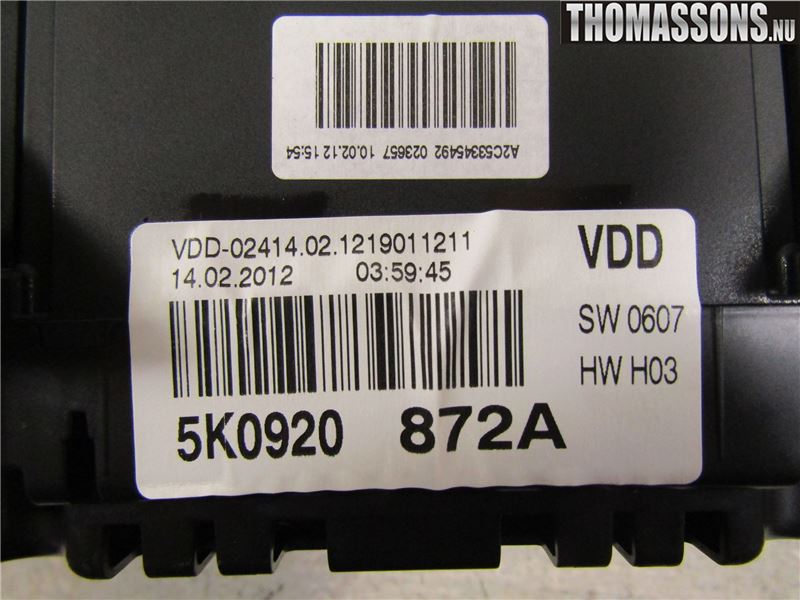 THOMASSONS.NU
A2C53345492 023657 10.02.12 15:54
VDD-02414.02.1219011211
14.02.2012 03:59:45
VDD
SW 0607
HW H03
5K0920 872A